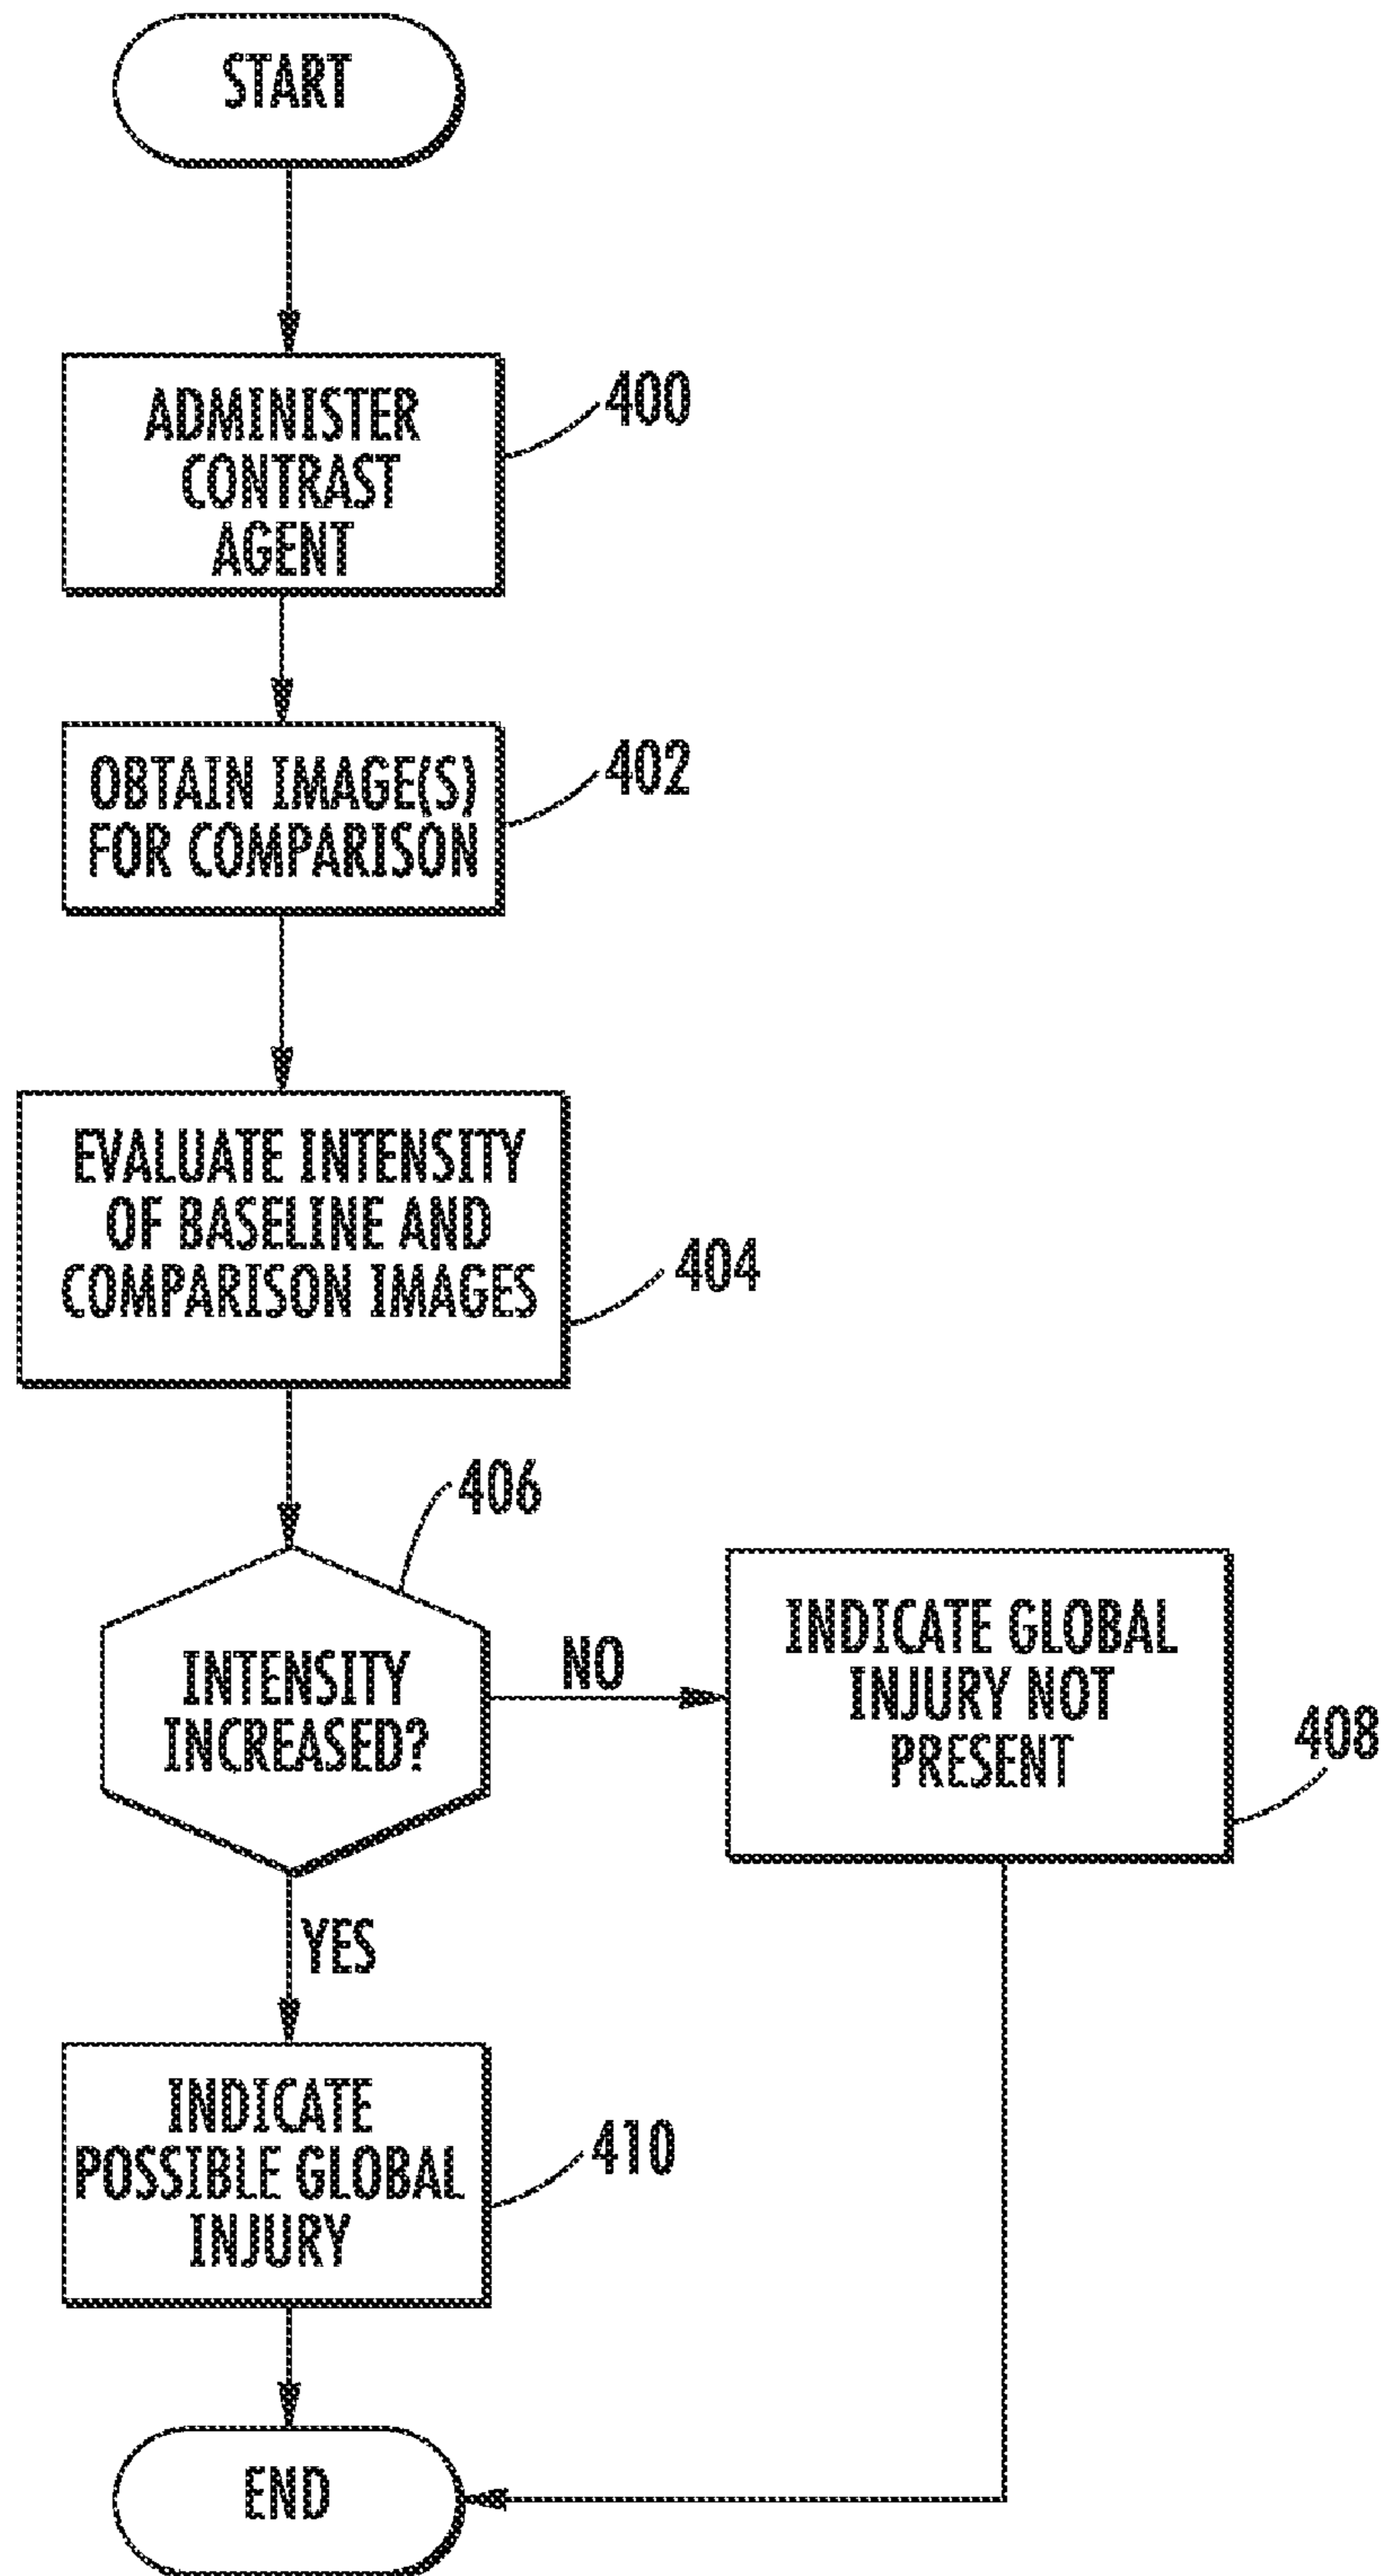 START
ADMINISTER
CONTRAST
AGENT
400
OBTAIN IMAGE(S)
FOR COMPARISON
402
EVALUATE INTENSITY
OF BASELINE AND
COMPARISON IMAGES
404
406
INTENSITY
INCREASED?
NO
INDICATE GLOBAL
INJURY NOT
PRESENT
408
YES
INDICATE
POSSIBLE GLOBAL
INJURY
410
END